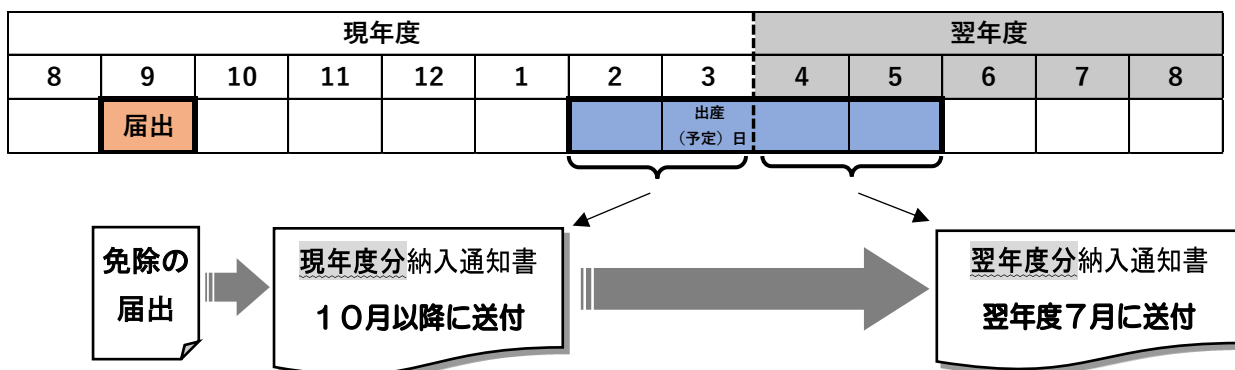 現年度 翌年度
8 9 10 11 12 1 2 3 4 5 6 7 8
届出
出産
（予定）日
免除の
届出
現年度分納入通知書
１０月以降に送付
翌年度分納入通知書
翌年度７月に送付